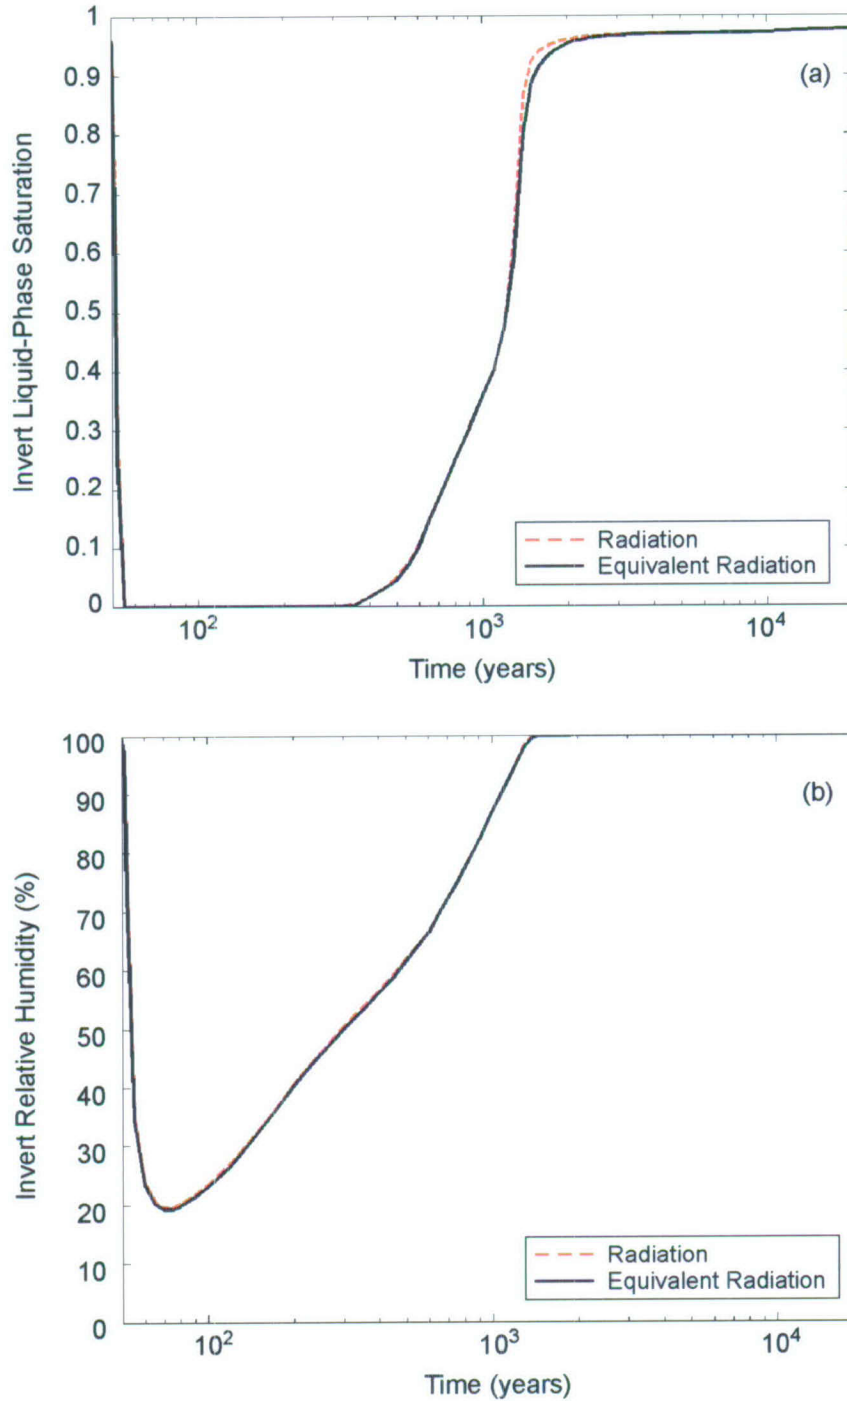 (a)
Invert Liquid-Phase Saturation
1
0.9
0.8
0.7
0.6
0.5
0.4
0.3
0.2
0.1
0
Radiation
Equivalent Radiation
10²
10³
10⁴
Time (years)
(b)
Invert Relative Humidity (%)
100
90
80
70
60
50
40
30
20
10
0
Radiation
Equivalent Radiation
10²
10³
10⁴
Time (years)